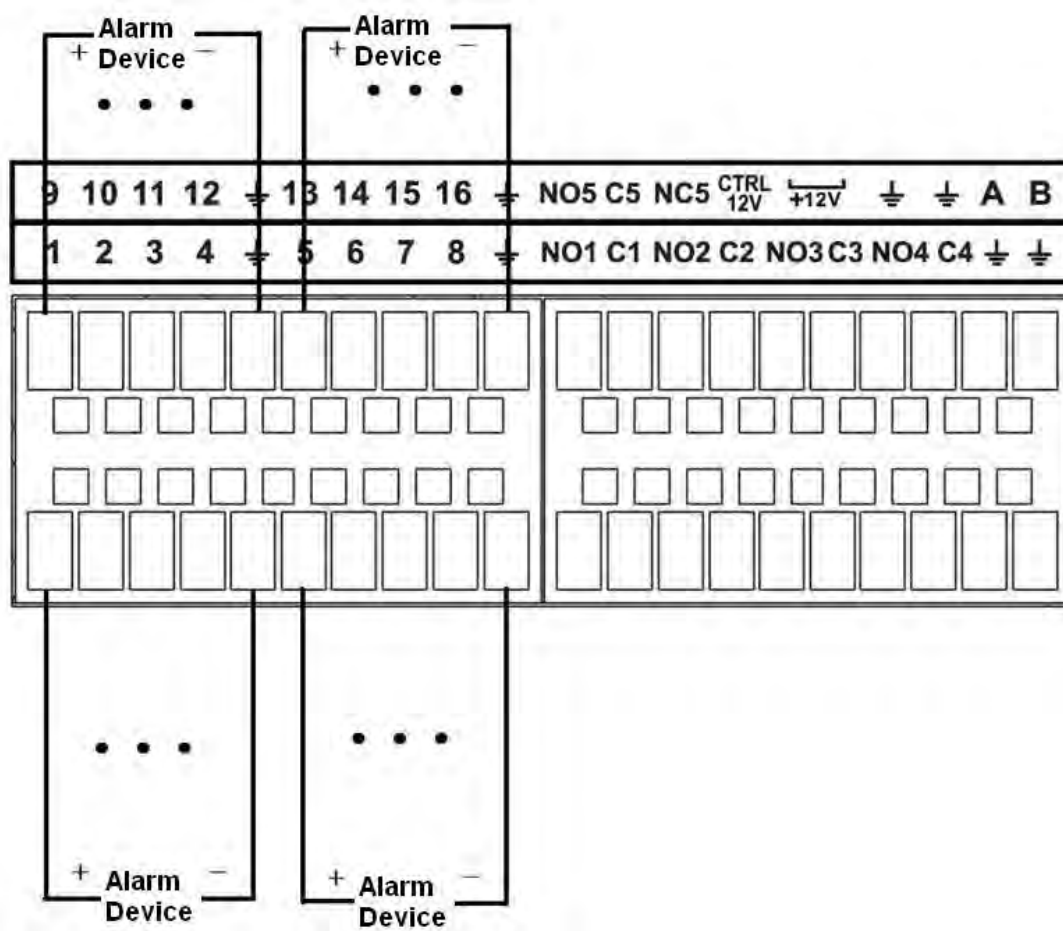 Alarm
+ Device −
Alarm
+ Device −
9 10 11 12 ⏚ 13 14 15 16 ⏚ NO5 C5 NC5 CTRL 12V +12V ⏚ ⏚ A B
1 2 3 4 ⏚ 5 6 7 8 ⏚ NO1 C1 NO2 C2 NO3 C3 NO4 C4 ⏚ ⏚
+ Alarm −
Device
+ Alarm −
Device